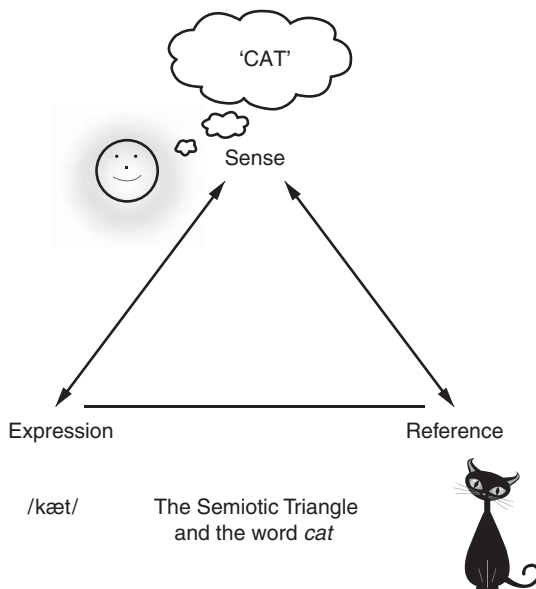 ‘CAT’
Sense
Expression
Reference
/kæt/
The Semiotic Triangle
and the word cat